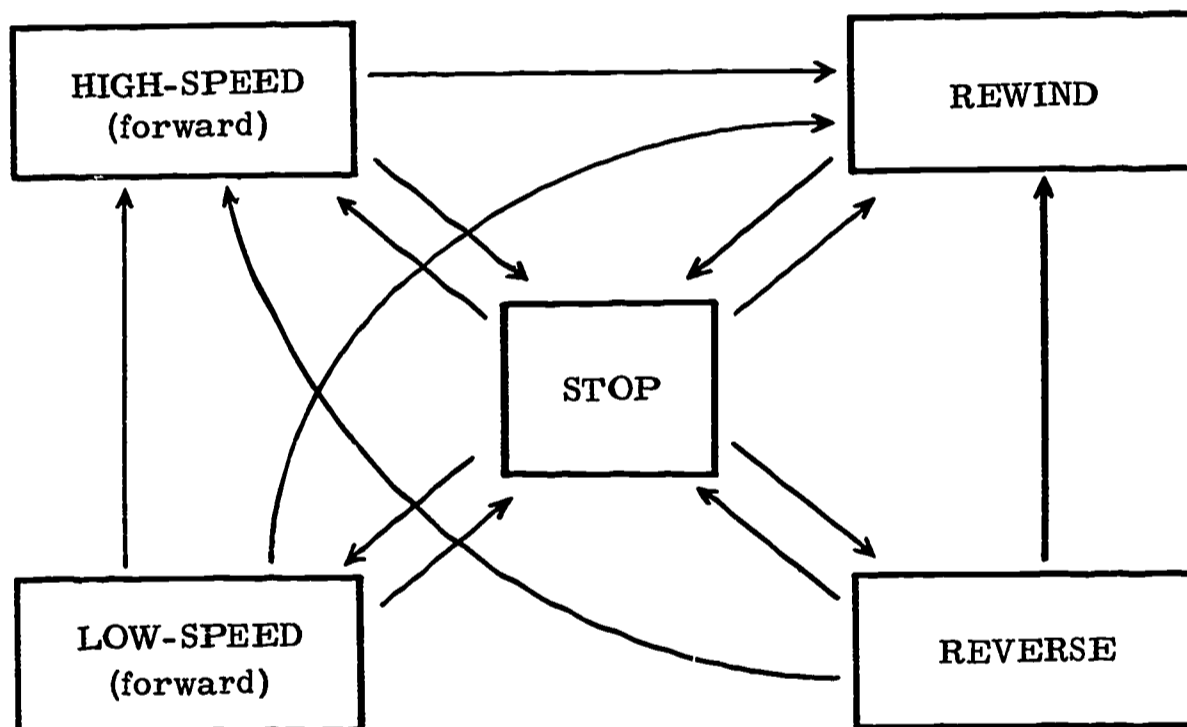 HIGH-SPEED
(forward)
REWIND
STOP
LOW-SPEED
(forward)
REVERSE